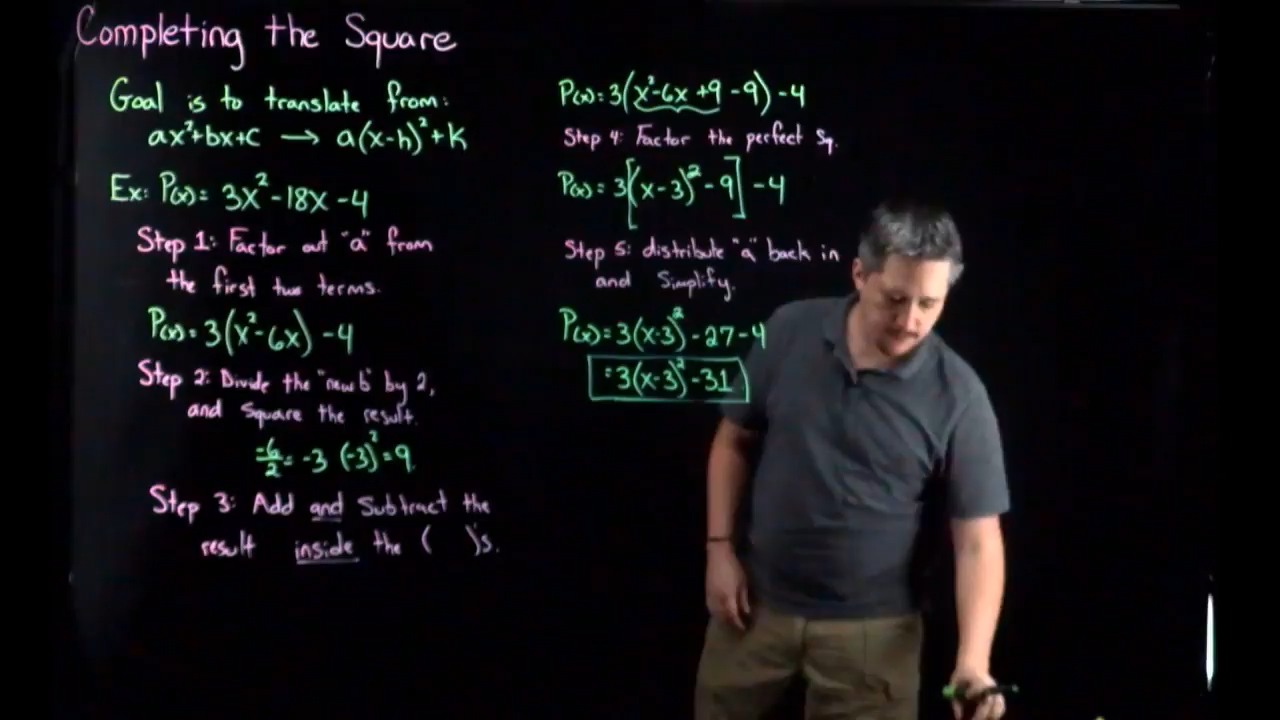 Completing the Square
Goal is to translate from:
ax²+bx+c → a(x-h)²+k
Ex: P(x)= 3x² -18x -4
Step 1: Factor out "a" from
the first two terms.
P(x)= 3(x²-6x) -4
Step 2: Divide the "new b" by 2,
and Square the result.
-6/2 = -3 (-3)²=9
Step 3: Add and Subtract the
result inside the ( )'s.
P(x)= 3(x²-6x +9 -9) -4
Step 4: Factor the perfect Sq.
P(x)= 3[(x-3)² -9] -4
Step 5: distribute "a" back in
and Simplify.
P(x)= 3(x-3)² -27 -4
= 3(x-3)² -31